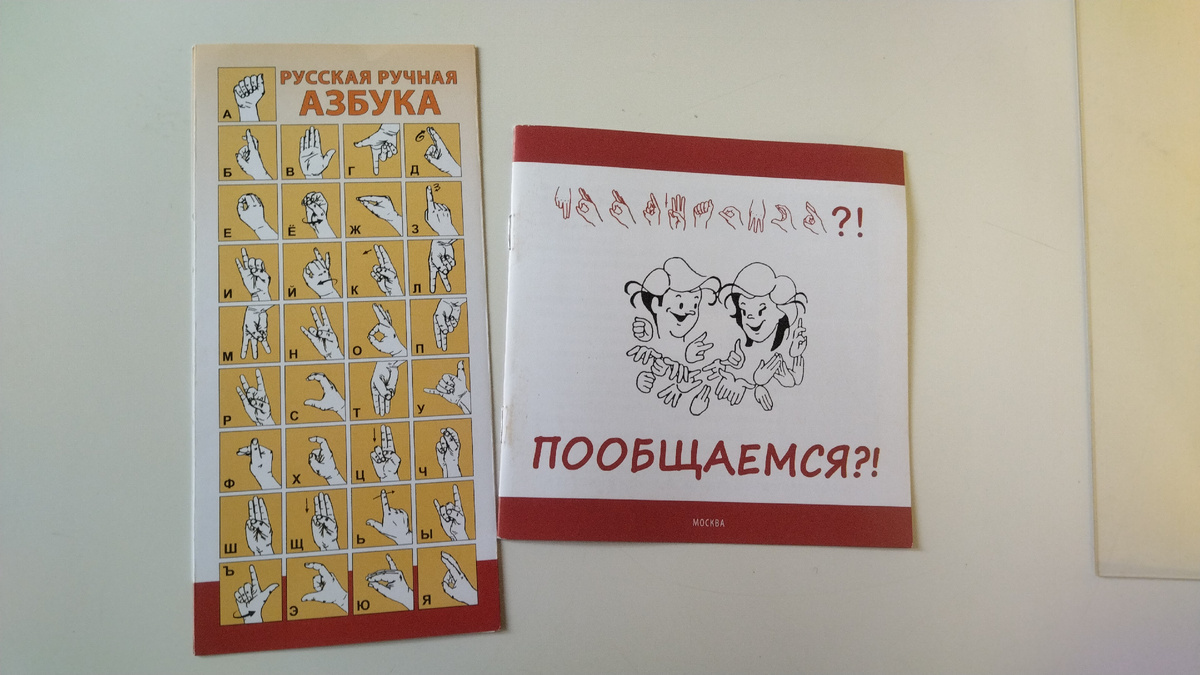 РУССКАЯ РУЧНАЯ
АЗБУКА
А
Б В Г Д
Е Ё Ж З
И Й К Л
М Н О П
Р С Т У
Ф Х Ц Ч
Ш Щ Ь Ы
Ъ Э Ю Я
?!
ПООБЩАЕМСЯ?!
МОСКВА